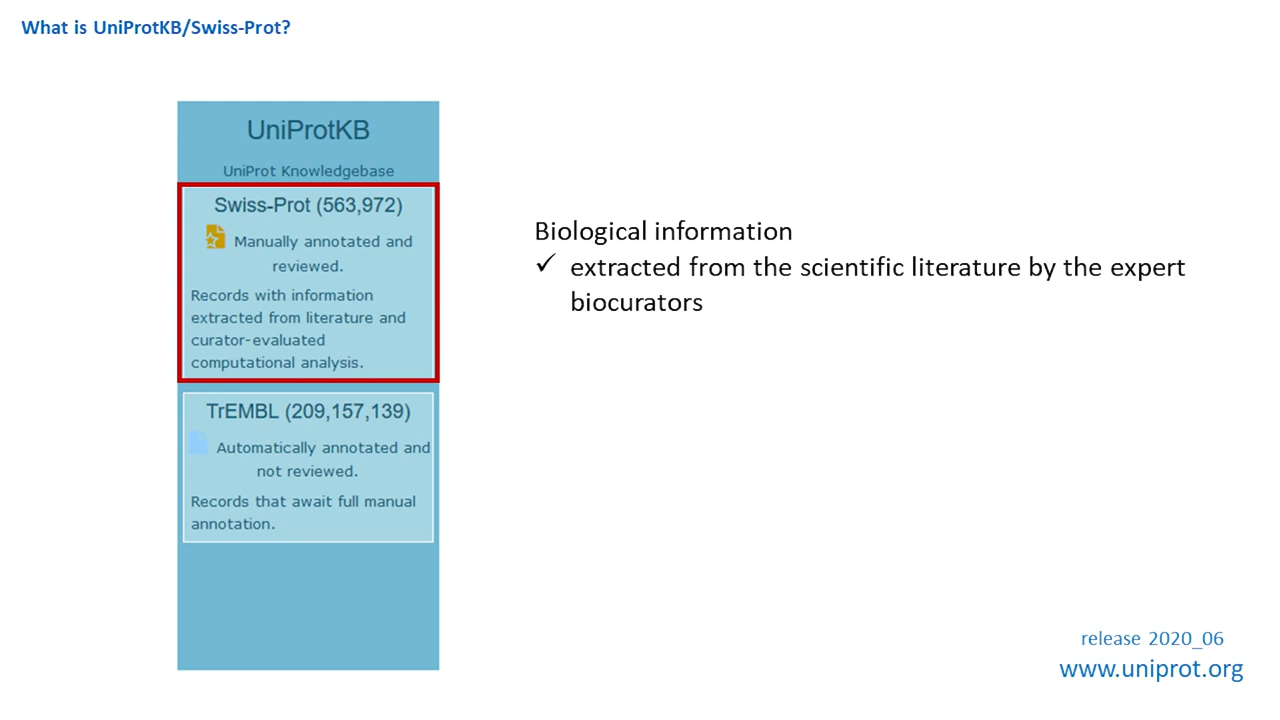 What is UniProtKB/Swiss-Prot?
UniProtKB
UniProt Knowledgebase
Swiss-Prot (563,972)
Manually annotated and
reviewed.
Records with information
extracted from literature and
curator-evaluated
computational analysis.
TrEMBL (209,157,139)
Automatically annotated and
not reviewed.
Records that await full manual
annotation.
Biological information
✓ extracted from the scientific literature by the expert
biocurators
release 2020_06
www.uniprot.org